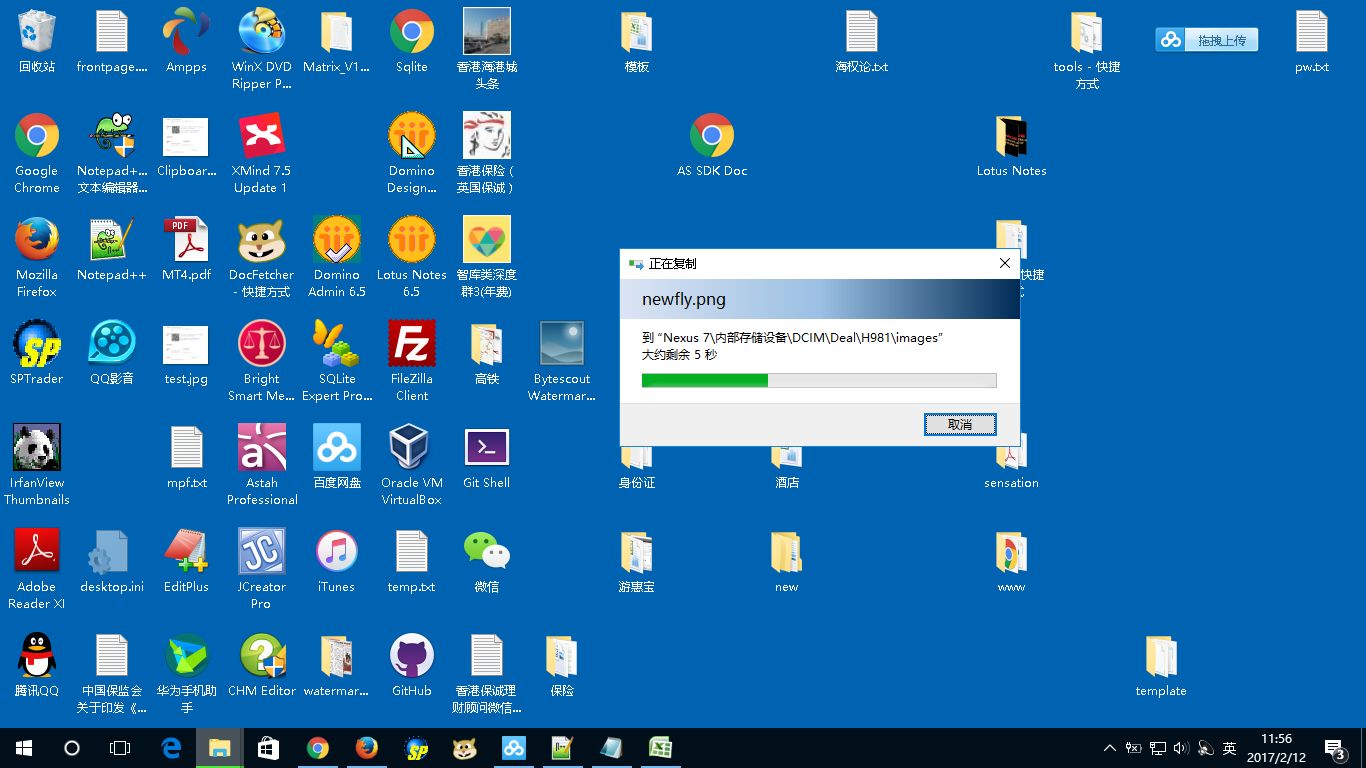 回收站
frontpage....
Ampps
WinX DVD
Ripper P...
Matrix_V1...
Sqlite
香港海港城
头条
模板
海权论.txt
tools - 快捷
方式
拖拽上传
pw.txt
Google
Chrome
Notepad+...
文本编辑器...
Clipboar...
XMind 7.5
Update 1
Domino
Design...
香港保险（
英国保诚）
AS SDK Doc
Lotus Notes
Mozilla
Firefox
Notepad++
PDF
MT4.pdf
DocFetcher
- 快捷方式
Domino
Admin 6.5
Lotus Notes
6.5
智库类深度
群3(年费)
快捷
正在复制
newfly.png
到 “Nexus 7\内部存储设备\DCIM\Deal\H981\images”
大约剩余 5 秒
取消
SP
SPTrader
QQ影音
test.jpg
Bright
Smart Me...
SQLite
Expert Pro...
Fz
FileZilla
Client
高铁
Bytescout
Watermar...
IrfanView
Thumbnails
mpf.txt
a
Astah
Professional
百度网盘
Oracle VM
VirtualBox
Git Shell
身份证
酒店
sensation
Adobe
Reader XI
desktop.ini
EditPlus
JC
JCreator
Pro
iTunes
temp.txt
微信
游惠宝
new
www
腾讯QQ
中国保监会
关于印发《...
华为手机助
手
CHM Editor
watermar...
GitHub
香港保诚理
财顾问微信...
保险
template
SP
英
11:56
2017/2/12
3